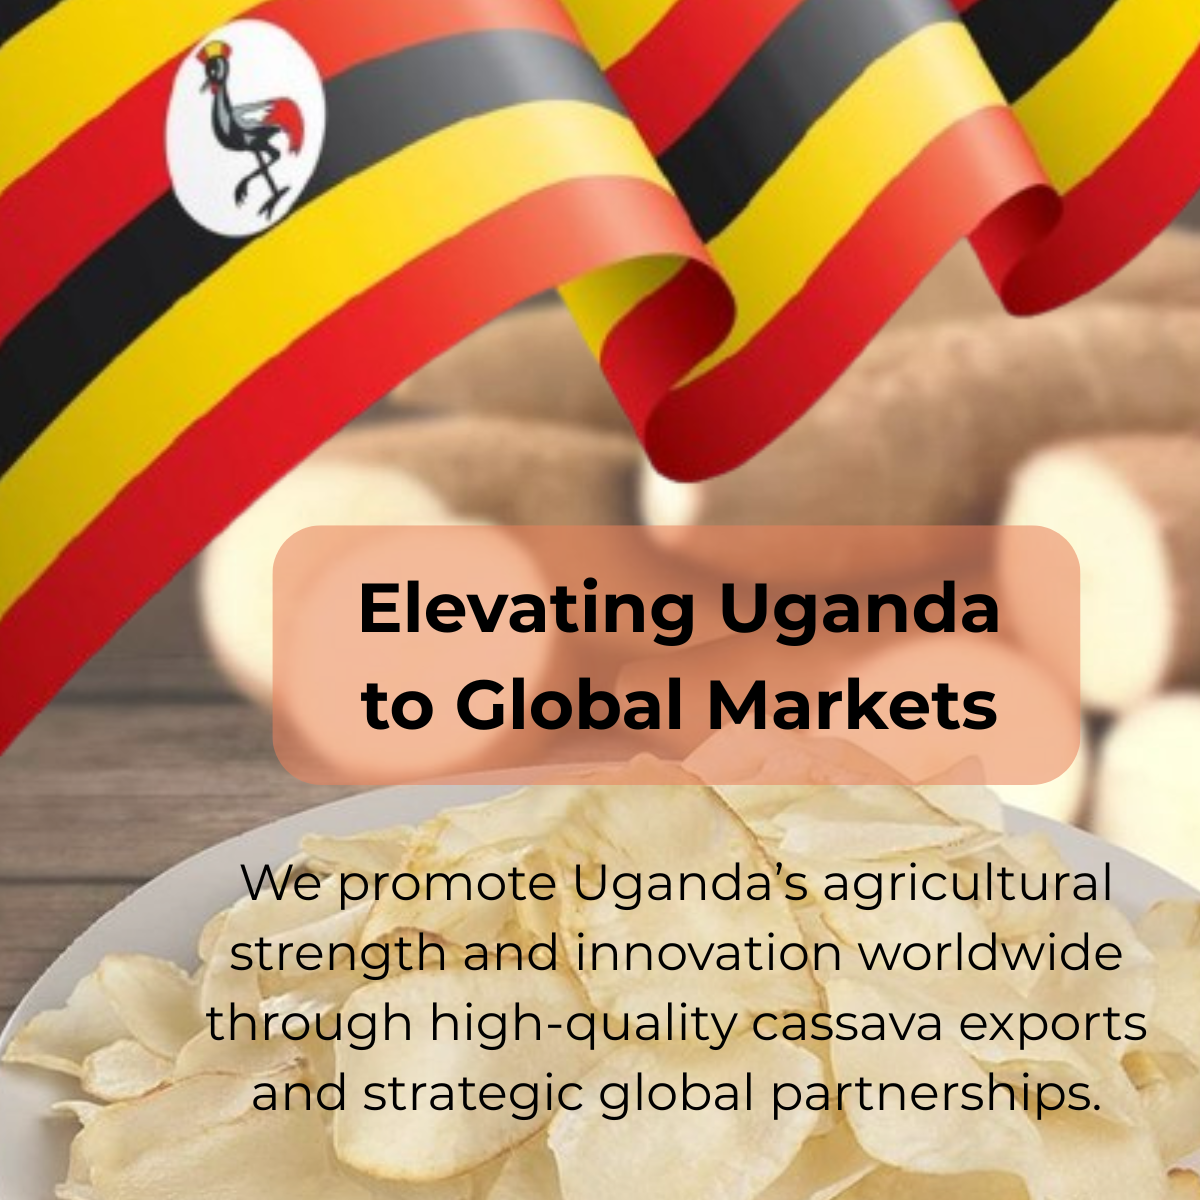 Elevating Uganda
to Global Markets
We promote Uganda’s agricultural
strength and innovation worldwide
through high-quality cassava exports
and strategic global partnerships.